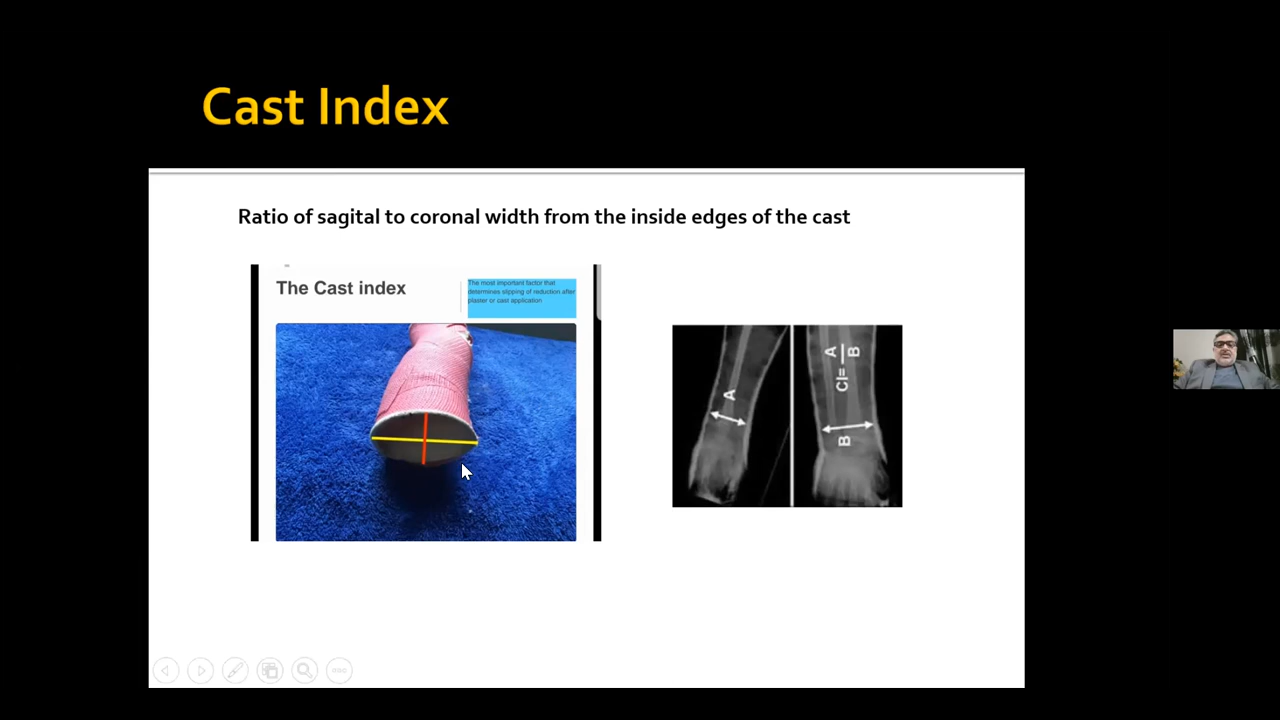 Cast Index
Ratio of sagital to coronal width from the inside edges of the cast
The Cast index
The most important factor that
determines slipping of reduction after
plaster or cast application
A
B
CI=
A
B